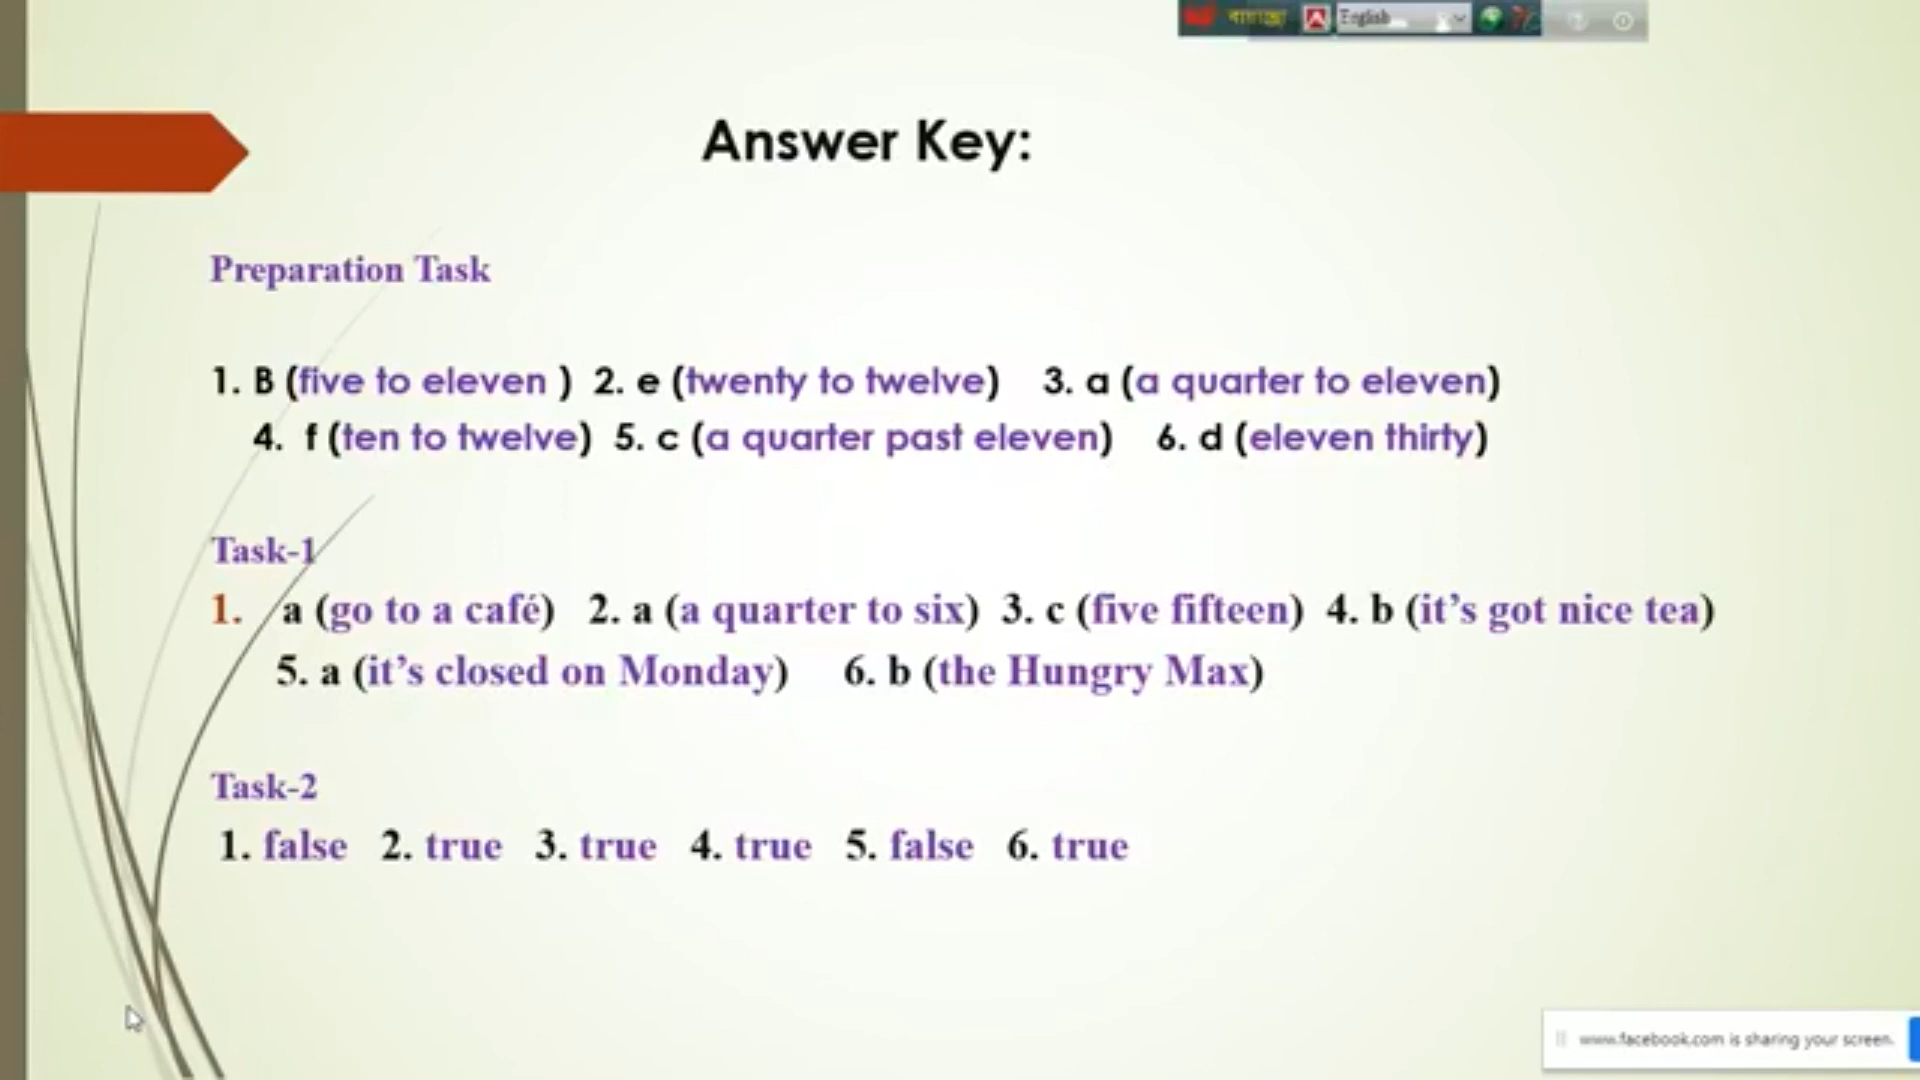 বাংলা English
Answer Key:
Preparation Task
1. B (five to eleven ) 2. e (twenty to twelve) 3. a (a quarter to eleven)
4. f (ten to twelve) 5. c (a quarter past eleven) 6. d (eleven thirty)
Task-1
1. a (go to a café) 2. a (a quarter to six) 3. c (five fifteen) 4. b (it’s got nice tea)
5. a (it’s closed on Monday) 6. b (the Hungry Max)
Task-2
1. false 2. true 3. true 4. true 5. false 6. true
www.facebook.com is sharing your screen.